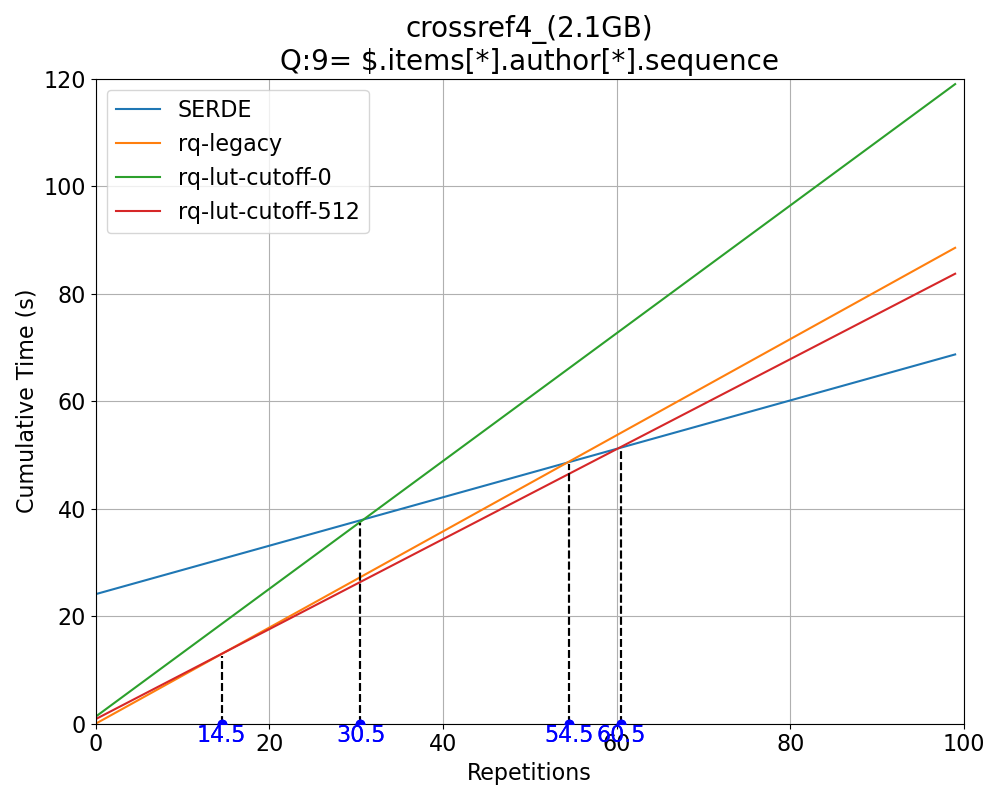 crossref4_(2.1GB)
Q:9= $.items[*].author[*].sequence
120
100
80
60
40
20
0
Cumulative Time (s)
SERDE
rq-legacy
rq-lut-cutoff-0
rq-lut-cutoff-512
14.5
30.5
54.5
60.5
0
20
40
60
80
100
Repetitions